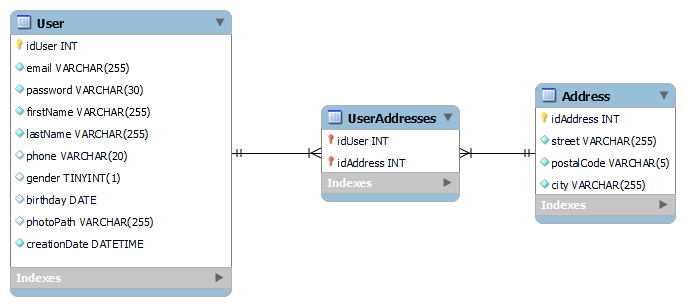 User
idUser INT
email VARCHAR(255)
password VARCHAR(30)
firstName VARCHAR(255)
lastName VARCHAR(255)
phone VARCHAR(20)
gender TINYINT(1)
birthday DATE
photoPath VARCHAR(255)
creationDate DATETIME
Indexes
UserAddresses
idUser INT
idAddress INT
Indexes
Address
idAddress INT
street VARCHAR(255)
postalCode VARCHAR(5)
city VARCHAR(255)
Indexes